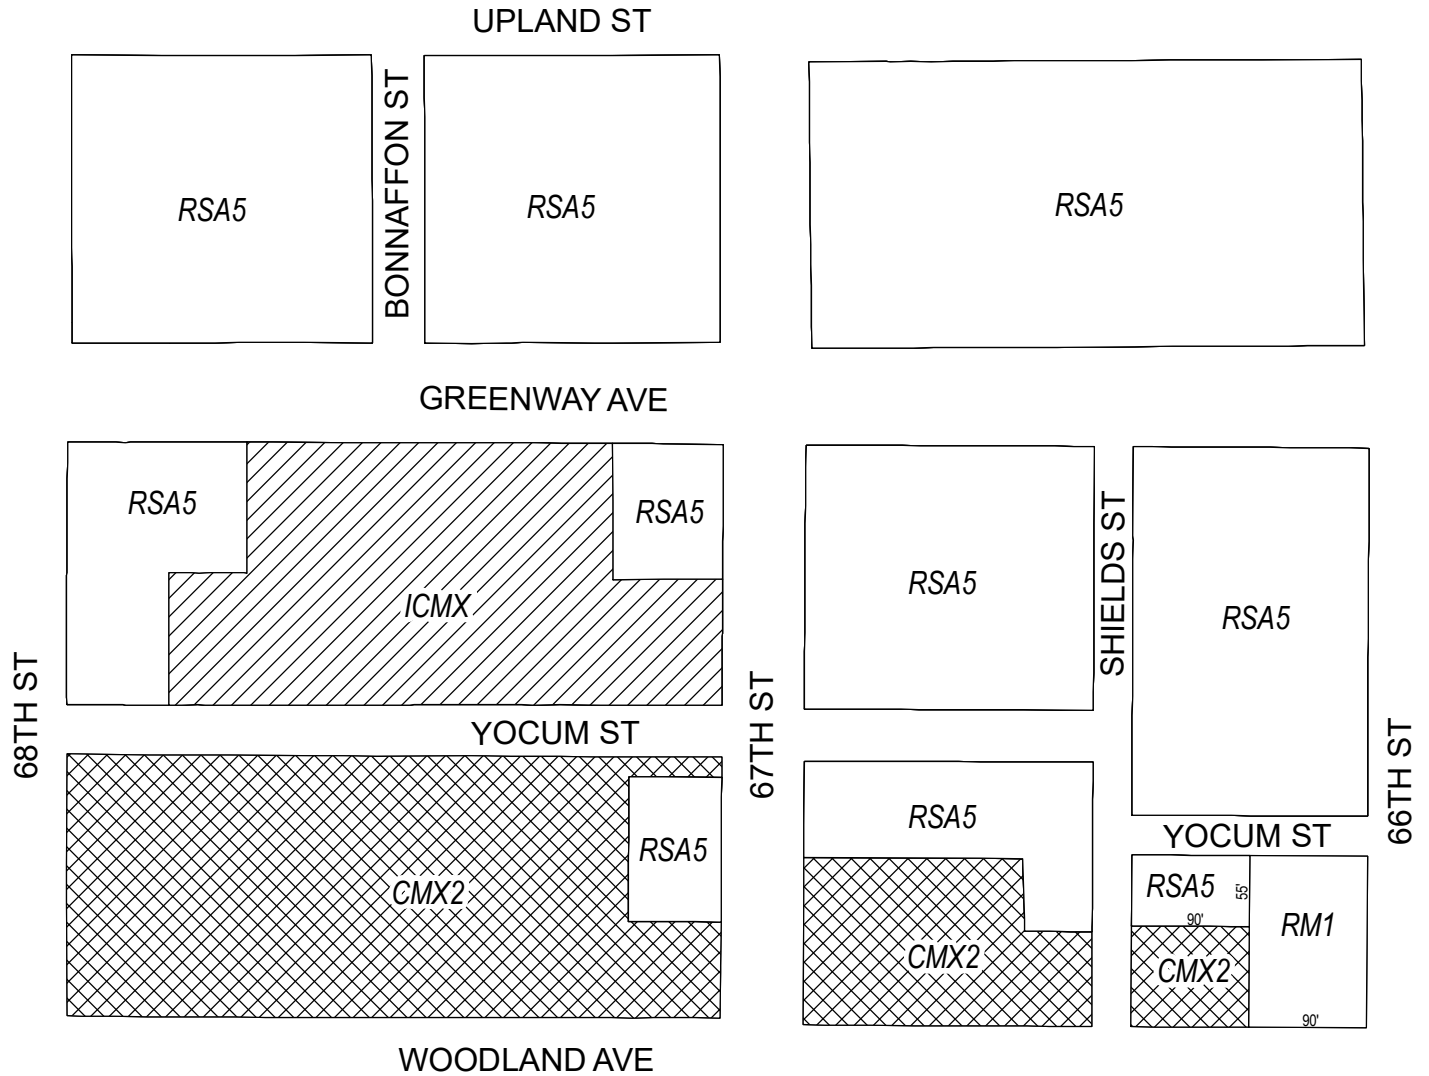 UPLAND ST
RSA5
BONNAFFON ST
RSA5
RSA5
GREENWAY AVE
RSA5
ICMX
RSA5
RSA5
SHIELDS ST
RSA5
68TH ST
YOCUM ST
67TH ST
66TH ST
CMX2
RSA5
RSA5
CMX2
YOCUM ST
RSA5
55'
90'
CMX2
RM1
90'
WOODLAND AVE